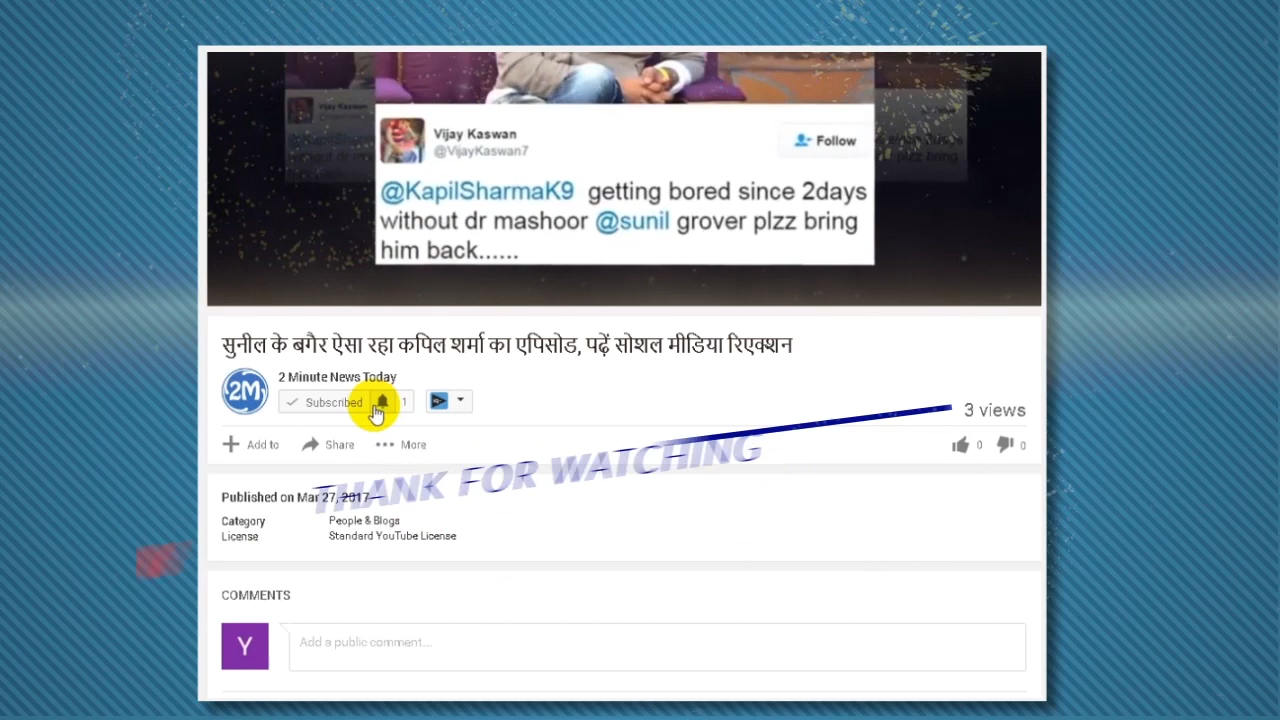 Vijay Kaswan
@VijayKaswan7
Follow
@KapilSharmaK9 getting bored since 2days
without dr mashoor @sunil grover plzz bring
him back......
सुनील के बगैर ऐसा रहा कपिल शर्मा का एपिसोड, पढ़ें सोशल मीडिया रिएक्शन
2M
2 Minute News Today
Subscribed 1
3 views
Add to Share More
0 0
THANK FOR WATCHING
Published on Mar 27, 2017
Category People & Blogs
License Standard YouTube License
COMMENTS
Y
Add a public comment...